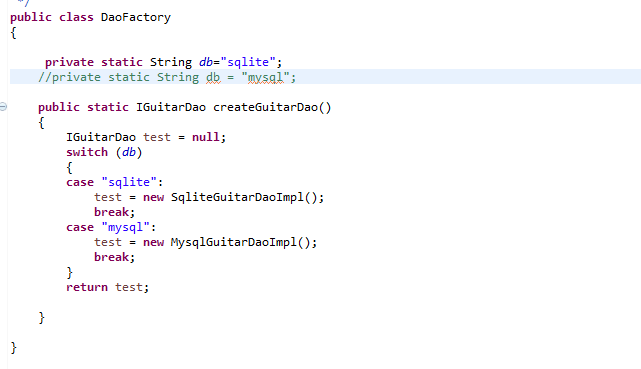 */
public class DaoFactory
{
private static String db="sqlite";
//private static String db = "mysql";
public static IGuitarDao createGuitarDao()
{
IGuitarDao test = null;
switch (db)
{
case "sqlite":
test = new SqliteGuitarDaoImpl();
break;
case "mysql":
test = new MysqlGuitarDaoImpl();
break;
}
return test;
}
}